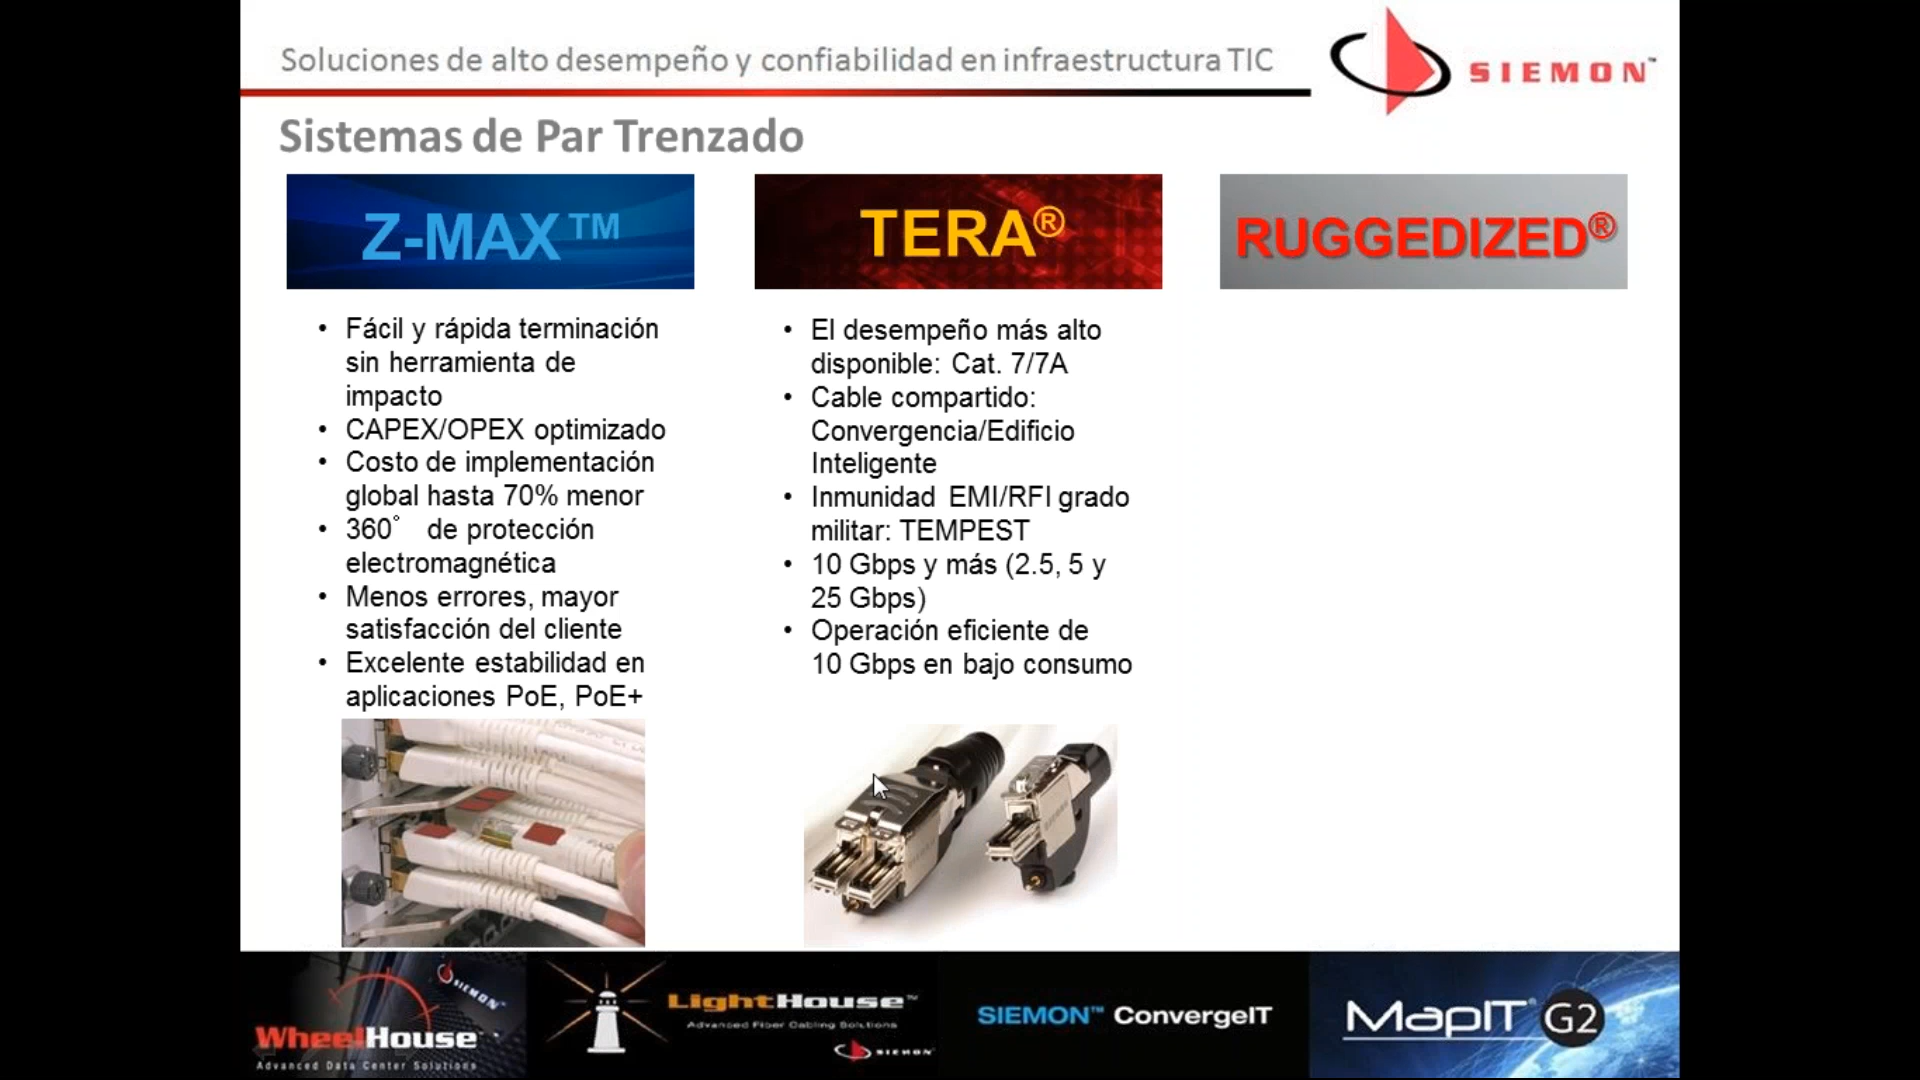 Soluciones de alto desempeño y confiabilidad en infraestructura TIC
SIEMON™
Sistemas de Par Trenzado
Z-MAX™
TERA®
RUGGEDIZED®
• Fácil y rápida terminación
sin herramienta de
impacto
• CAPEX/OPEX optimizado
• Costo de implementación
global hasta 70% menor
• 360° de protección
electromagnética
• Menos errores, mayor
satisfacción del cliente
• Excelente estabilidad en
aplicaciones PoE, PoE+
• El desempeño más alto
disponible: Cat. 7/7A
• Cable compartido:
Convergencia/Edificio
Inteligente
• Inmunidad EMI/RFI grado
militar: TEMPEST
• 10 Gbps y más (2.5, 5 y
25 Gbps)
• Operación eficiente de
10 Gbps en bajo consumo
SIEMON
WheelHouse™
Advanced Data Center Solutions
LightHouse™
Advanced Fiber Cabling Solutions
SIEMON
SIEMON™ ConvergeIT
MapIT® G2